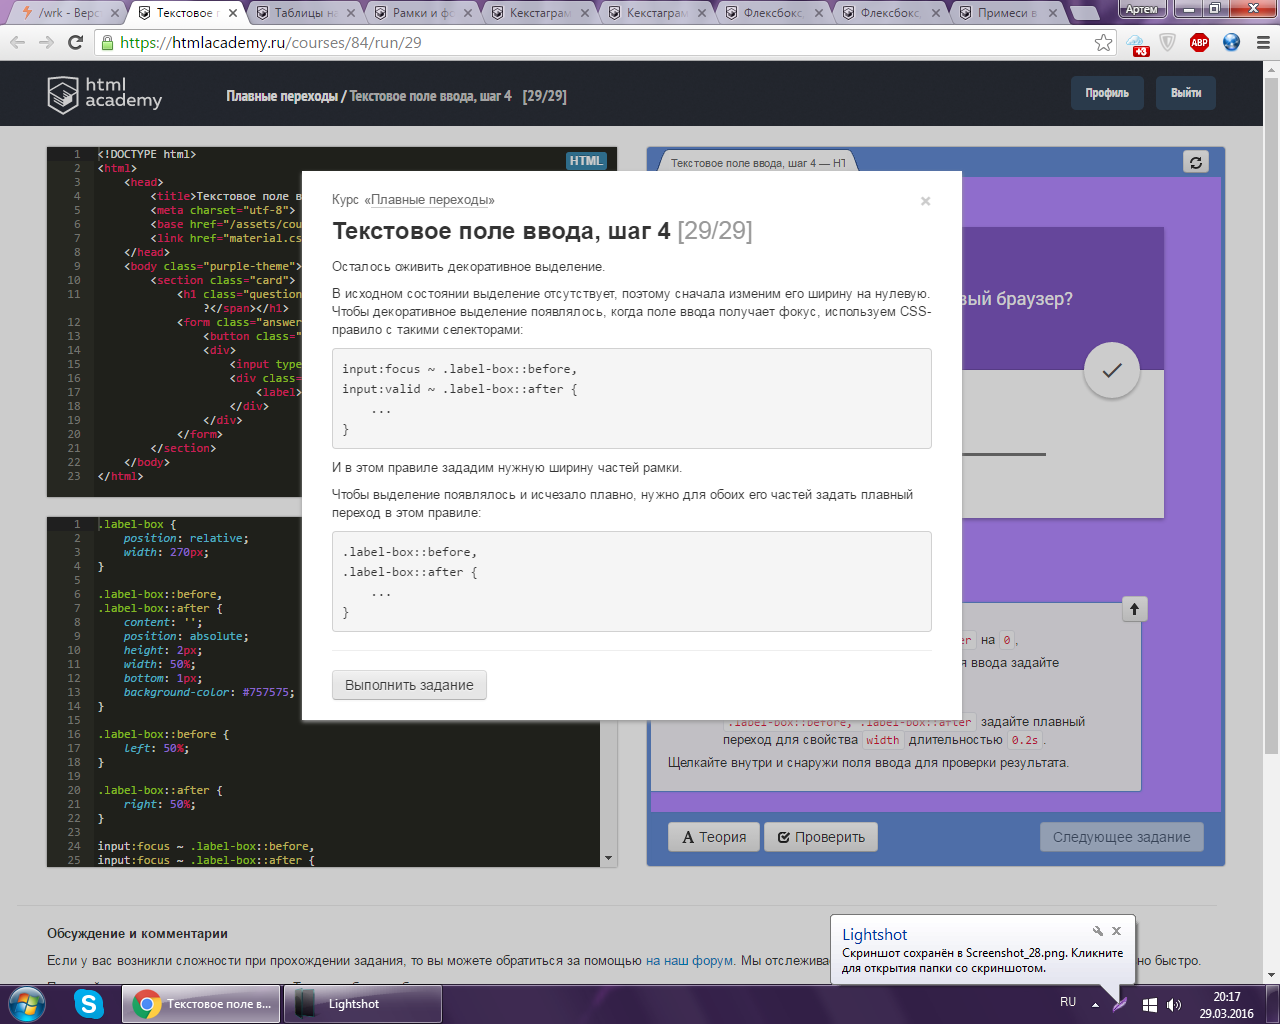 /wrk - Верс
Текстовое п
Таблицы на
Рамки и фо
Кекстаграм
Кекстаграм
Флексбокс,
Флексбокс,
Примеси в
Артем
https://htmlacademy.ru/courses/84/run/29
+3
ABP
html
academy
Плавные переходы / Текстовое поле ввода, шаг 4 [29/29]
Профиль
Выйти
HTML
1 <!DOCTYPE html>
2 <html>
3 <head>
4 <title>Текстовое поле в
5 <meta charset="utf-8">
6 <base href="/assets/cou
7 <link href="material.cs
8 </head>
9 <body class="purple-theme">
10 <section class="card">
11 <h1 class="question
?</span></h1>
12 <form class="answer
13 <button class="
14 <div>
15 <input type
16 <div class=
17 <label>
18 </div>
19 </div>
20 </form>
21 </section>
22 </body>
23 </html>
1 .label-box {
2 position: relative;
3 width: 270px;
4 }
5
6 .label-box::before,
7 .label-box::after {
8 content: '';
9 position: absolute;
10 height: 2px;
11 width: 50%;
12 bottom: 1px;
13 background-color: #757575;
14 }
15
16 .label-box::before {
17 left: 50%;
18 }
19
20 .label-box::after {
21 right: 50%;
22 }
23
24 input:focus ~ .label-box::before,
25 input:focus ~ .label-box::after {
Курс «Плавные переходы»
×
Текстовое поле ввода, шаг 4 [29/29]
Осталось оживить декоративное выделение.
В исходном состоянии выделение отсутствует, поэтому сначала изменим его ширину на нулевую.
Чтобы декоративное выделение появлялось, когда поле ввода получает фокус, используем CSS-
правило с такими селекторами:
input:focus ~ .label-box::before,
input:valid ~ .label-box::after {
...
}
И в этом правиле зададим нужную ширину частей рамки.
Чтобы выделение появлялось и исчезало плавно, нужно для обоих его частей задать плавный
переход в этом правиле:
.label-box::before,
.label-box::after {
...
}
Выполнить задание
Текстовое поле ввода, шаг 4 — HT
вый браузер?
er на 0,
я ввода задайте
.label-box::before, .label-box::after задайте плавный
переход для свойства width длительностью 0.2s.
Щелкайте внутри и снаружи поля ввода для проверки результата.
Теория
Проверить
Следующее задание
Обсуждение и комментарии
Если у вас возникли сложности при прохождении задания, то вы можете обратиться за помощью на наш форум. Мы отслежива
но быстро.
Lightshot
Скриншот сохранён в Screenshot_28.png. Кликните
для открытия папки со скриншотом.
Текстовое поле в...
Lightshot
RU
20:17
29.03.2016